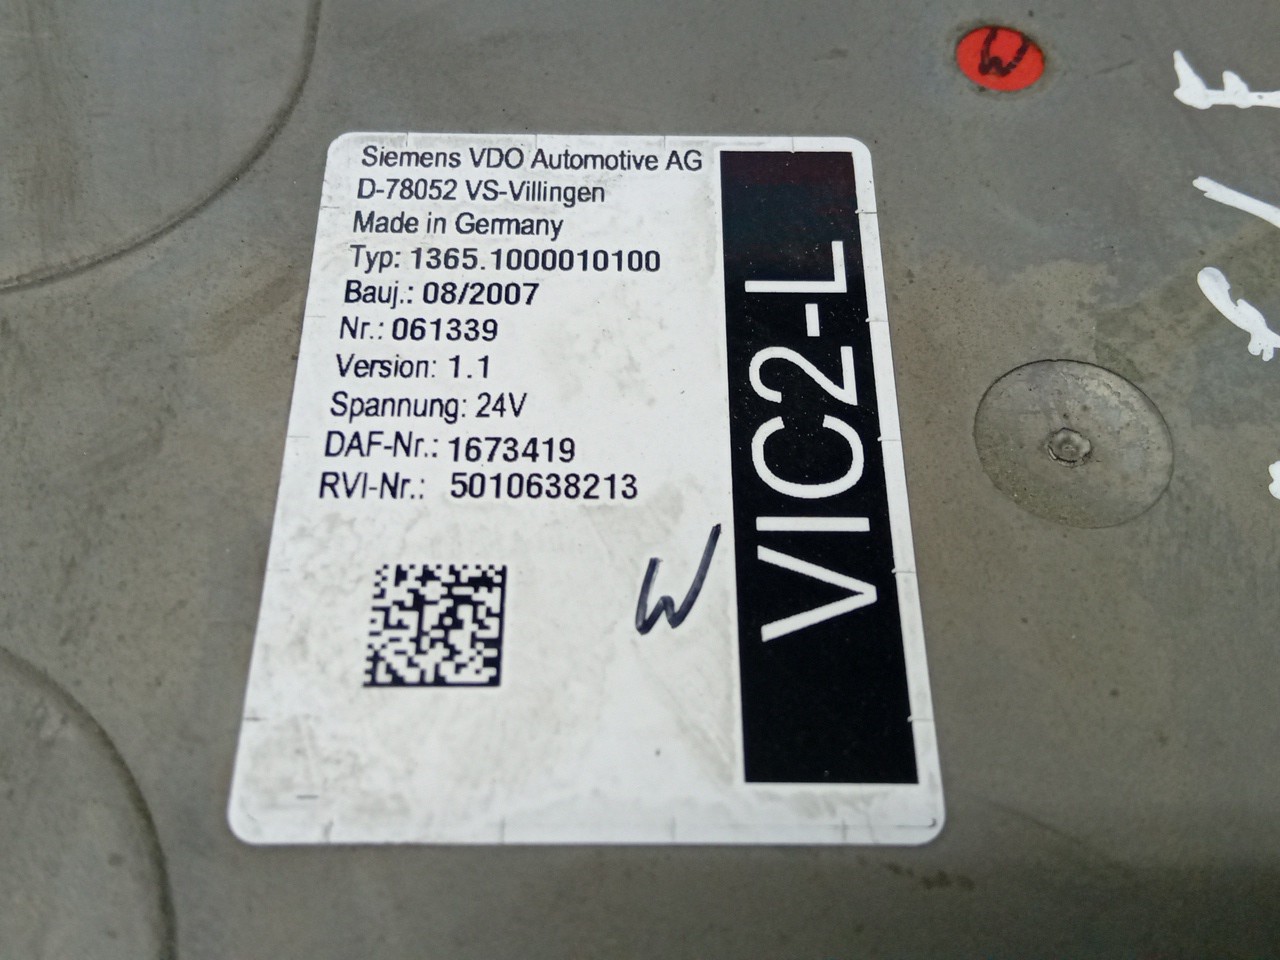 Siemens VDO Automotive AG
D-78052 VS-Villingen
Made in Germany
Typ: 1365.1000010100
Bauj.: 08/2007
Nr.: 061339
Version: 1.1
Spannung: 24V
DAF-Nr.: 1673419
RVI-Nr.: 5010638213
VIC2-L
W
W